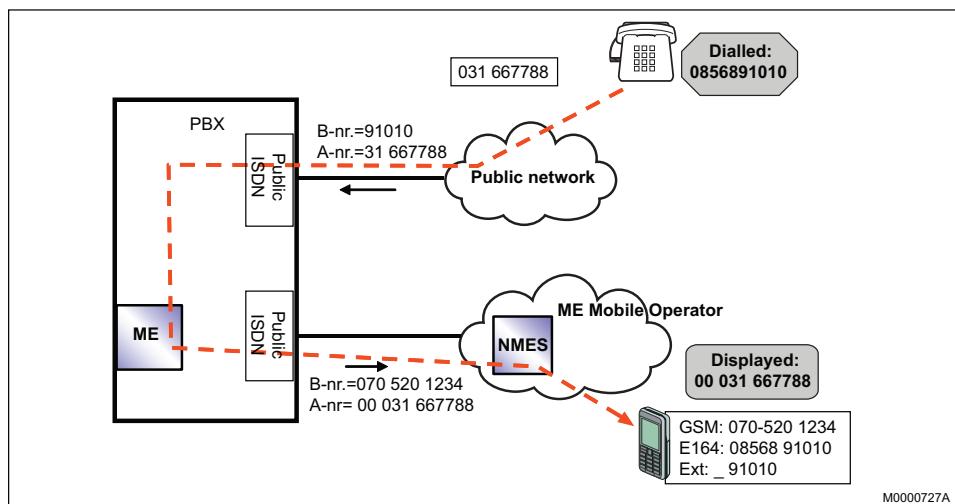 Dialled:
0856891010
031 667788
PBX
B-nr.=91010
A-nr.=31 667788
Public
ISDN
Public network
ME Mobile Operator
ME
Public
ISDN
NMES
Displayed:
00 031 667788
B-nr.=070 520 1234
A-nr= 00 031 667788
GSM: 070-520 1234
E164: 08568 91010
Ext: _ 91010
M0000727A